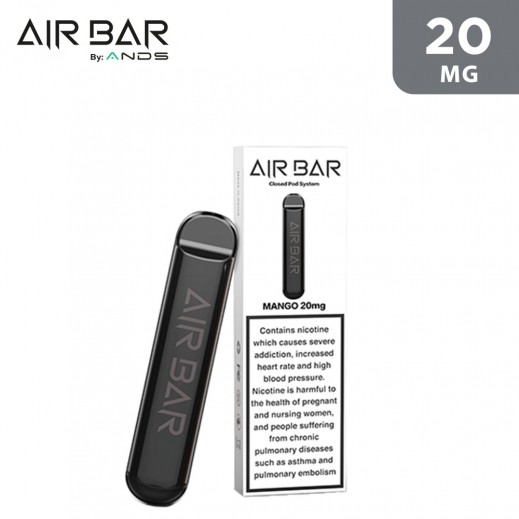 AIR BAR
By: ANDS
20
MG
AIR BAR
Closed Pod System
AIR BAR
MANGO 20mg
Contains nicotine
which causes severe
addiction, increased
heart rate and high
blood pressure.
Nicotine is harmful to
the health of pregnant
and nursing women,
and people suffering
from chronic
pulmonary diseases
such as asthma and
pulmonary embolism
AIR BAR